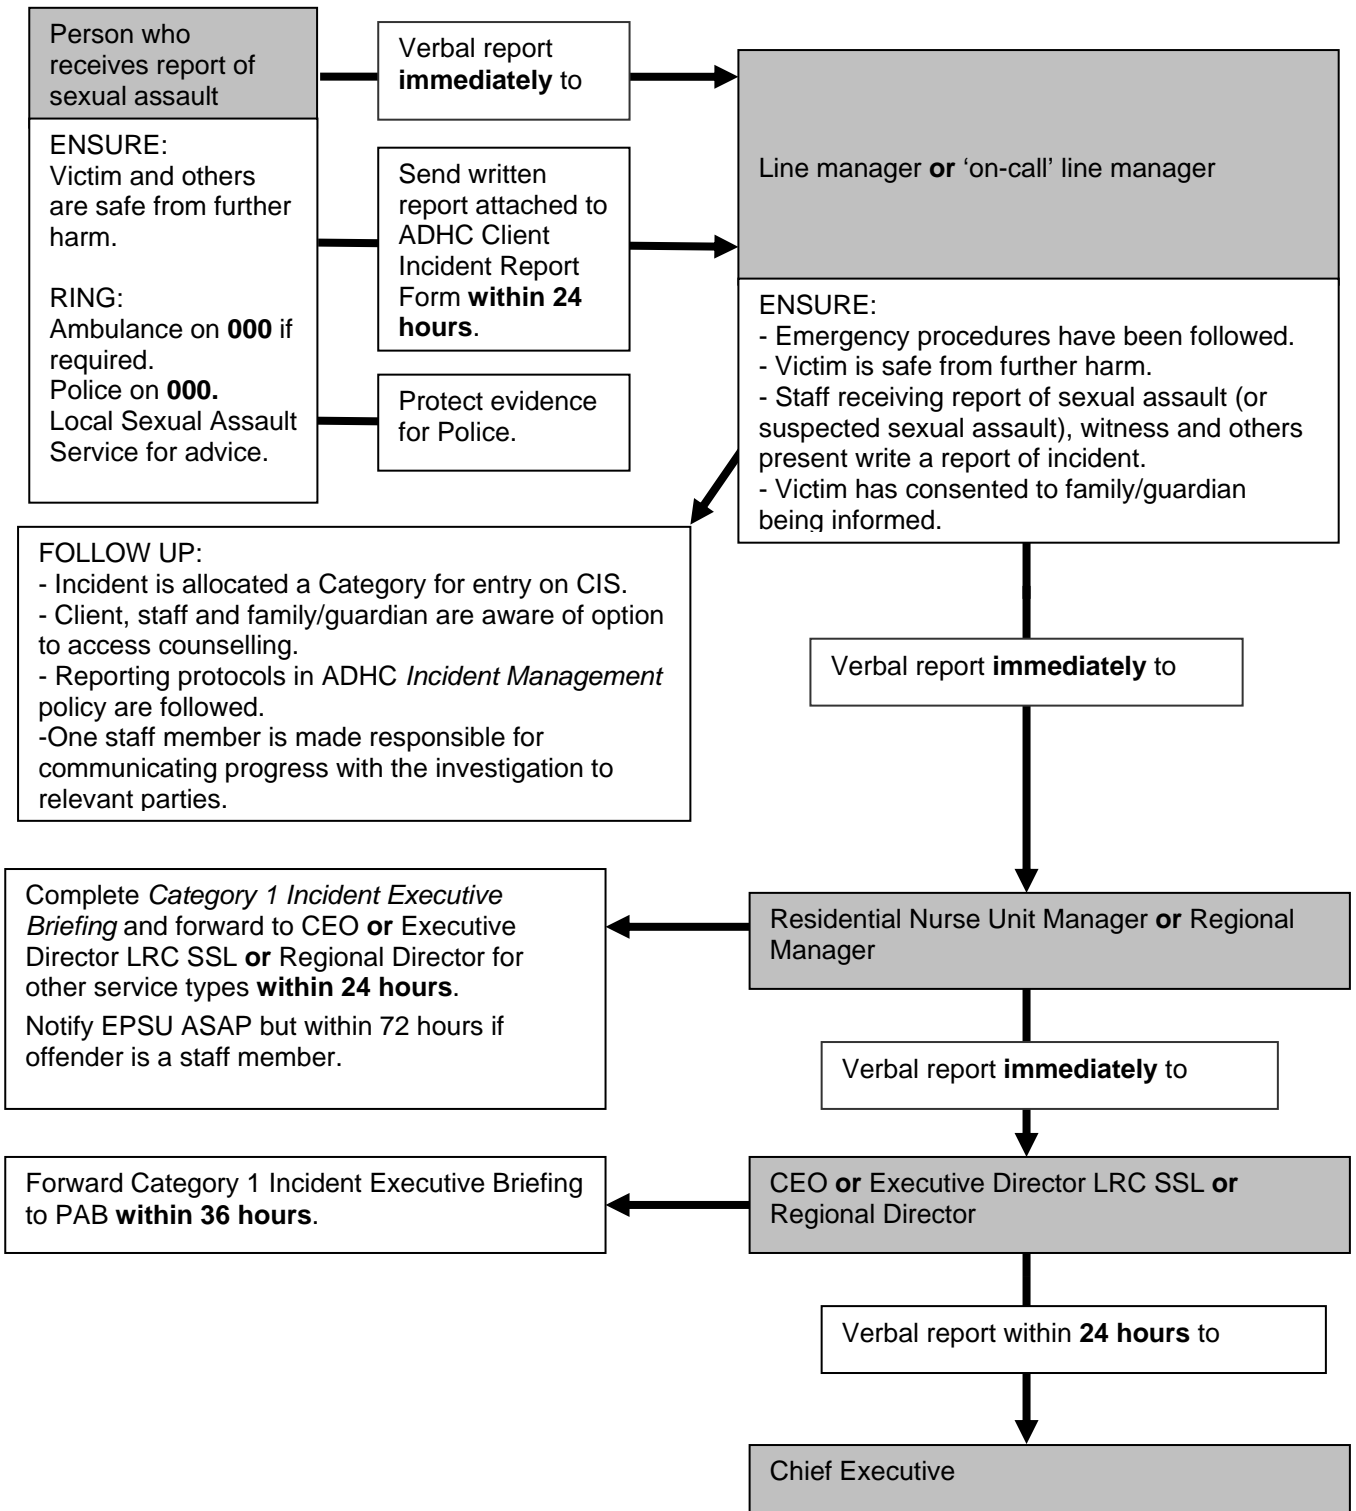 Person who
receives report of
sexual assault
Verbal report
immediately to
Line manager or ‘on-call’ line manager
ENSURE:
Victim and others
are safe from further
harm.
RING:
Ambulance on 000 if
required.
Police on 000.
Local Sexual Assault
Service for advice.
Send written
report attached to
ADHC Client
Incident Report
Form within 24
hours.
Protect evidence
for Police.
ENSURE:
- Emergency procedures have been followed.
- Victim is safe from further harm.
- Staff receiving report of sexual assault (or
suspected sexual assault), witness and others
present write a report of incident.
- Victim has consented to family/guardian
being informed.
FOLLOW UP:
- Incident is allocated a Category for entry on CIS.
- Client, staff and family/guardian are aware of option
to access counselling.
- Reporting protocols in ADHC Incident Management
policy are followed.
-One staff member is made responsible for
communicating progress with the investigation to
relevant parties.
Verbal report immediately to
Residential Nurse Unit Manager or Regional
Manager
Complete Category 1 Incident Executive
Briefing and forward to CEO or Executive
Director LRC SSL or Regional Director for
other service types within 24 hours.
Notify EPSU ASAP but within 72 hours if
offender is a staff member.
Verbal report immediately to
CEO or Executive Director LRC SSL or
Regional Director
Forward Category 1 Incident Executive Briefing
to PAB within 36 hours.
Verbal report within 24 hours to
Chief Executive